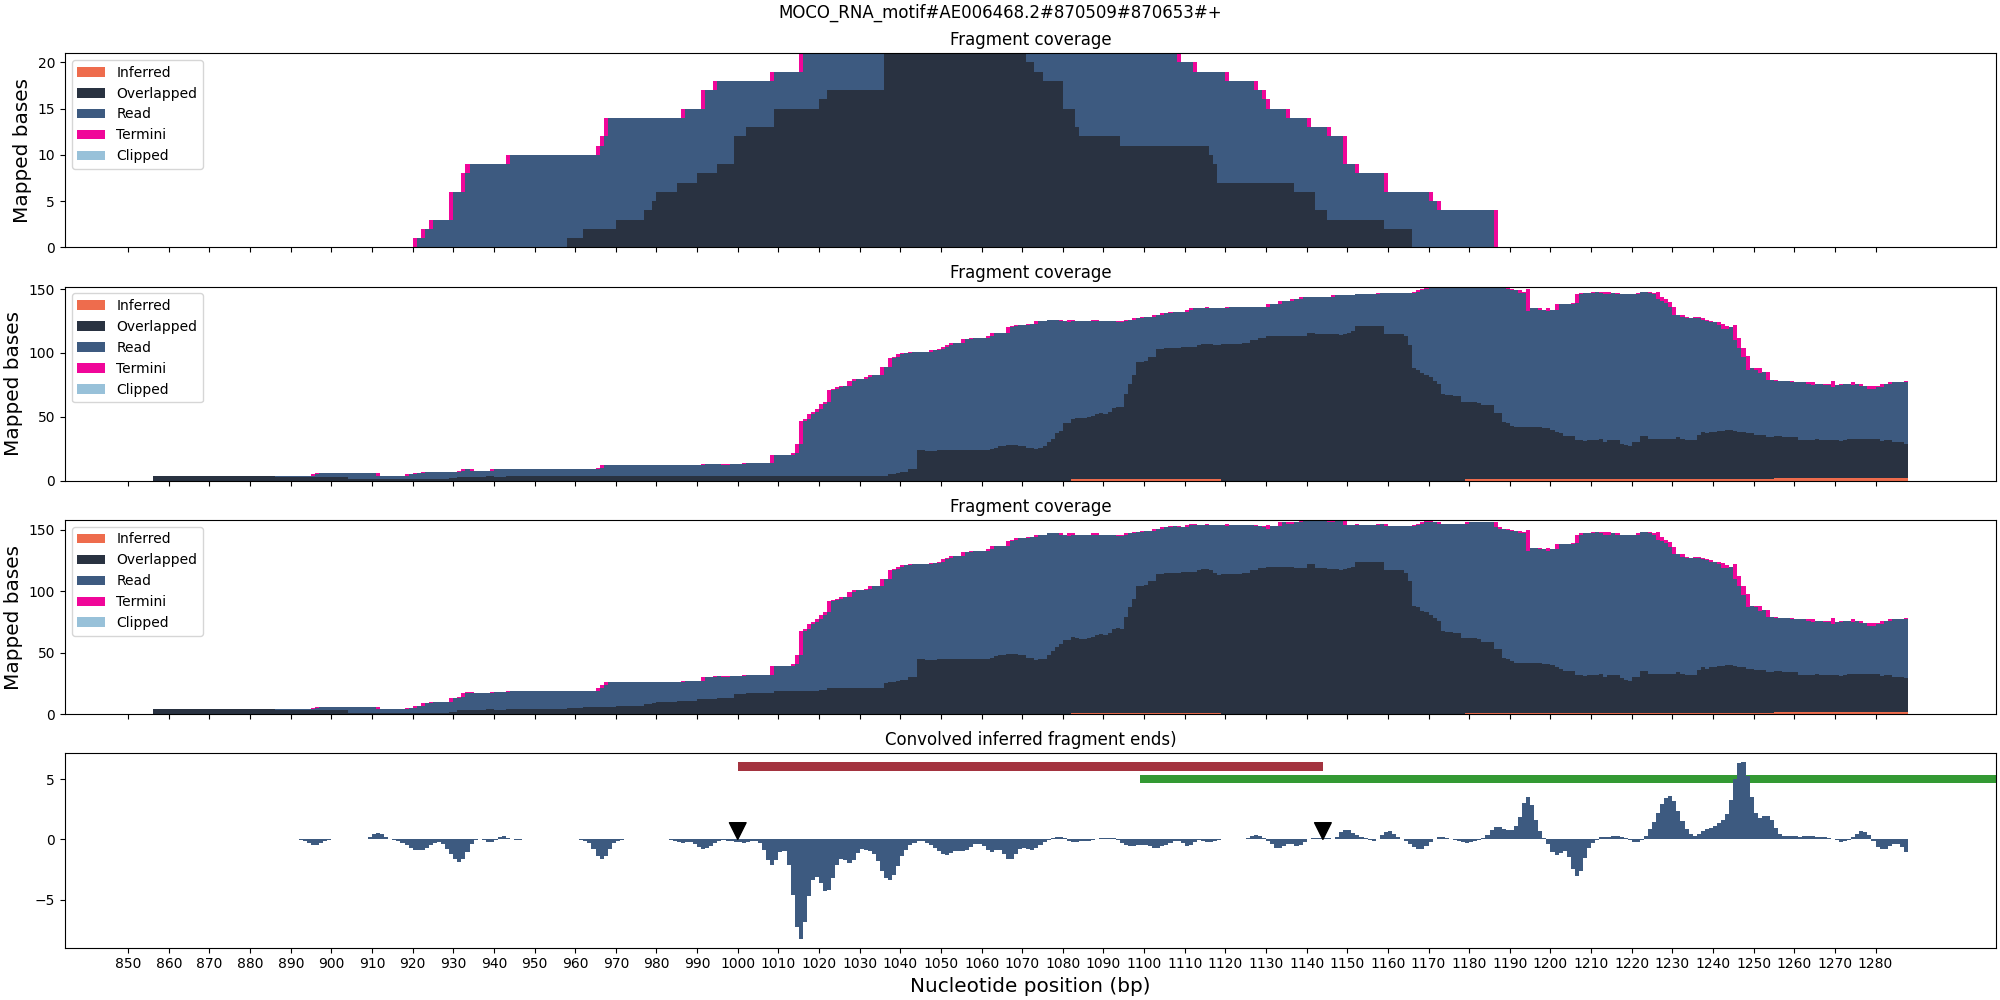 MOCO_RNA_motif#AE006468.2#870509#870653#+
Fragment coverage
Mapped bases
20
15
10
5
0
Inferred
Overlapped
Read
Termini
Clipped
Fragment coverage
Mapped bases
150
100
50
0
Inferred
Overlapped
Read
Termini
Clipped
Fragment coverage
Mapped bases
150
100
50
0
Inferred
Overlapped
Read
Termini
Clipped
Convolved inferred fragment ends)
5
0
−5
850 860 870 880 890 900 910 920 930 940 950 960 970 980 990 1000 1010 1020 1030 1040 1050 1060 1070 1080 1090 1100 1110 1120 1130 1140 1150 1160 1170 1180 1190 1200 1210 1220 1230 1240 1250 1260 1270 1280
Nucleotide position (bp)